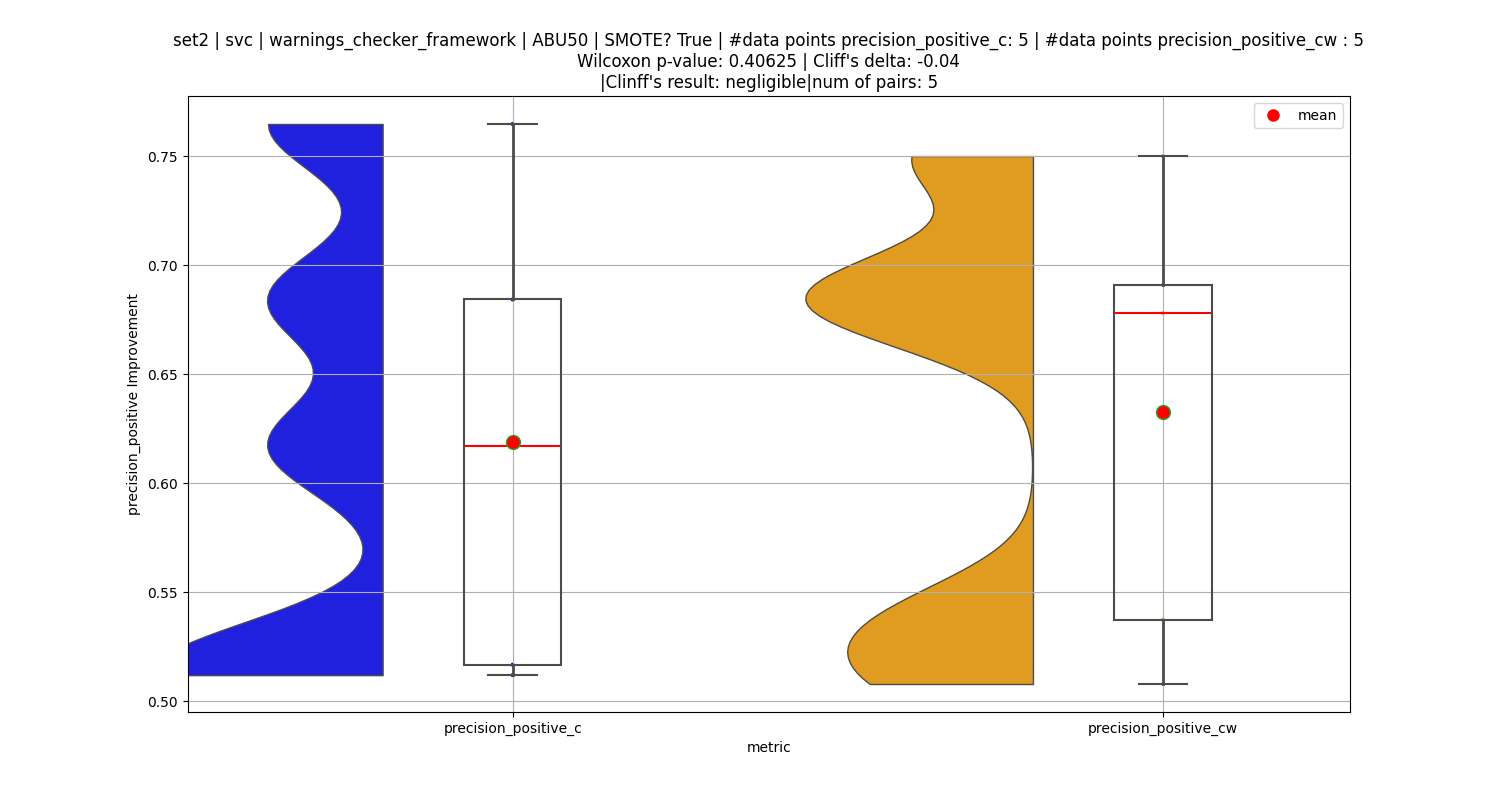 set2 | svc | warnings_checker_framework | ABU50 | SMOTE? True | #data points precision_positive_c: 5 | #data points precision_positive_cw : 5
Wilcoxon p-value: 0.40625 | Cliff's delta: -0.04
|Clinff's result: negligible|num of pairs: 5
mean
0.75
0.70
0.65
0.60
0.55
0.50
precision_positive Improvement
precision_positive_c
precision_positive_cw
metric